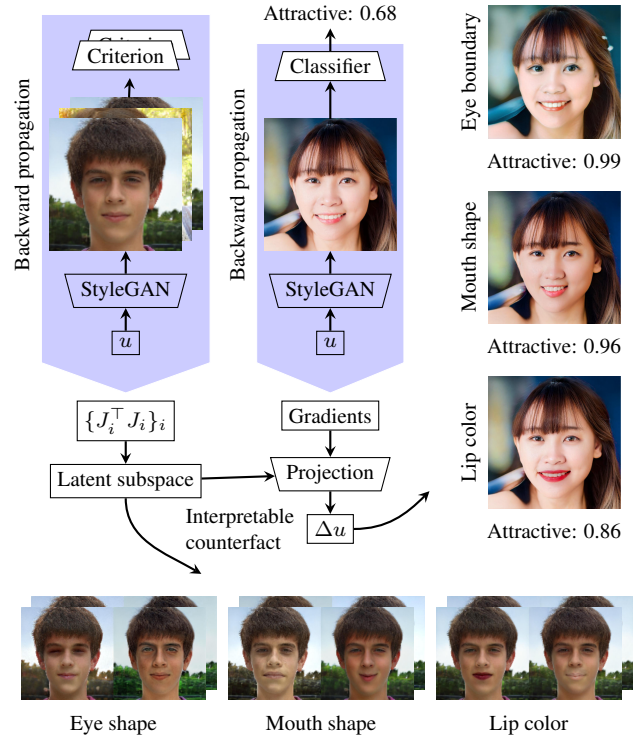 Attractive: 0.68
Criterion
Criterion
Classifier
Backward propagation
Backward propagation
StyleGAN
StyleGAN
u
u
{J_i^⊤ J_i}_i
Gradients
Latent subspace
Projection
Interpretable
counterfact
Δu
Eye boundary
Attractive: 0.99
Mouth shape
Attractive: 0.96
Lip color
Attractive: 0.86
Eye shape
Mouth shape
Lip color